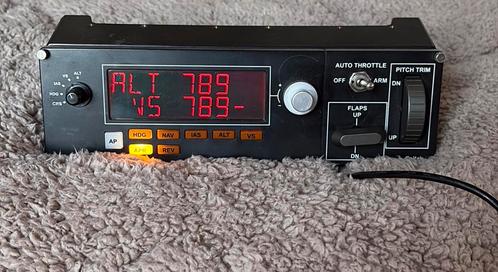 ALT
VS
IAS
HDG
CRS
ALT 789
VS 789-
AUTO THROTTLE
OFF ARM
PITCH TRIM
DN
UP
FLAPS
UP
DN
AP
HDG NAV IAS ALT VS
APR REV